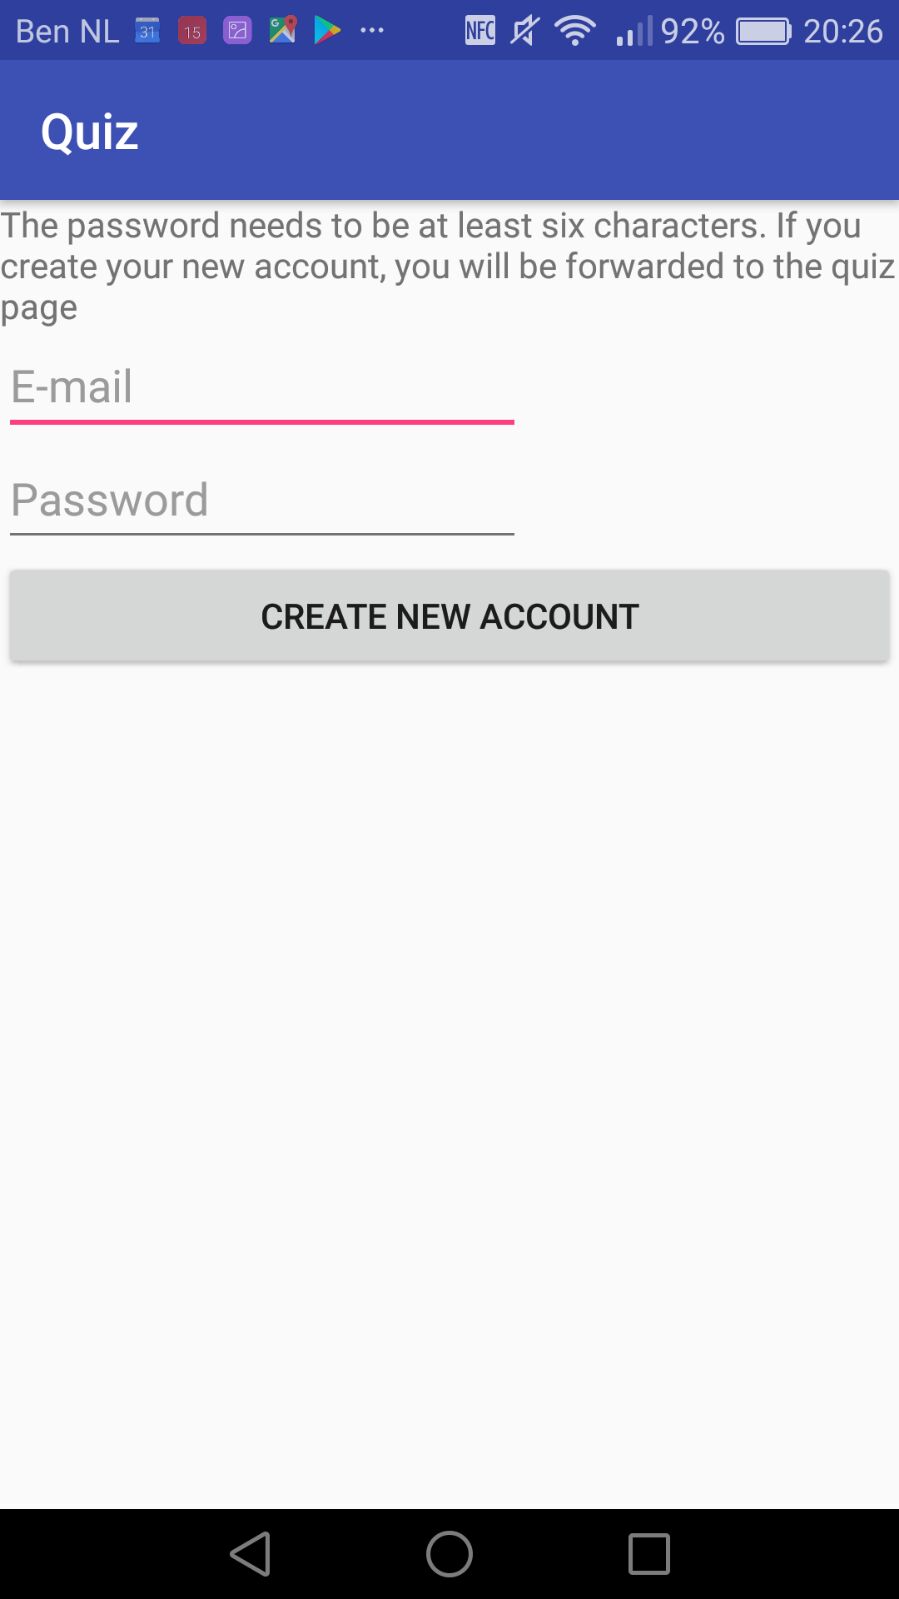 Ben NL 31 15 NFC 92% 20:26
Quiz
The password needs to be at least six characters. If you
create your new account, you will be forwarded to the quiz
page
E-mail
Password
CREATE NEW ACCOUNT